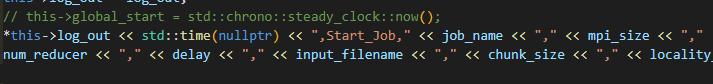 // this->global_start = std::chrono::steady_clock::now();
*this->log_out << std::time(nullptr) << ",Start_Job," << job_name << "," << mpi_size << ","
num_reducer << "," << delay << "," << input_filename << "," << chunk_size << "," << locality_